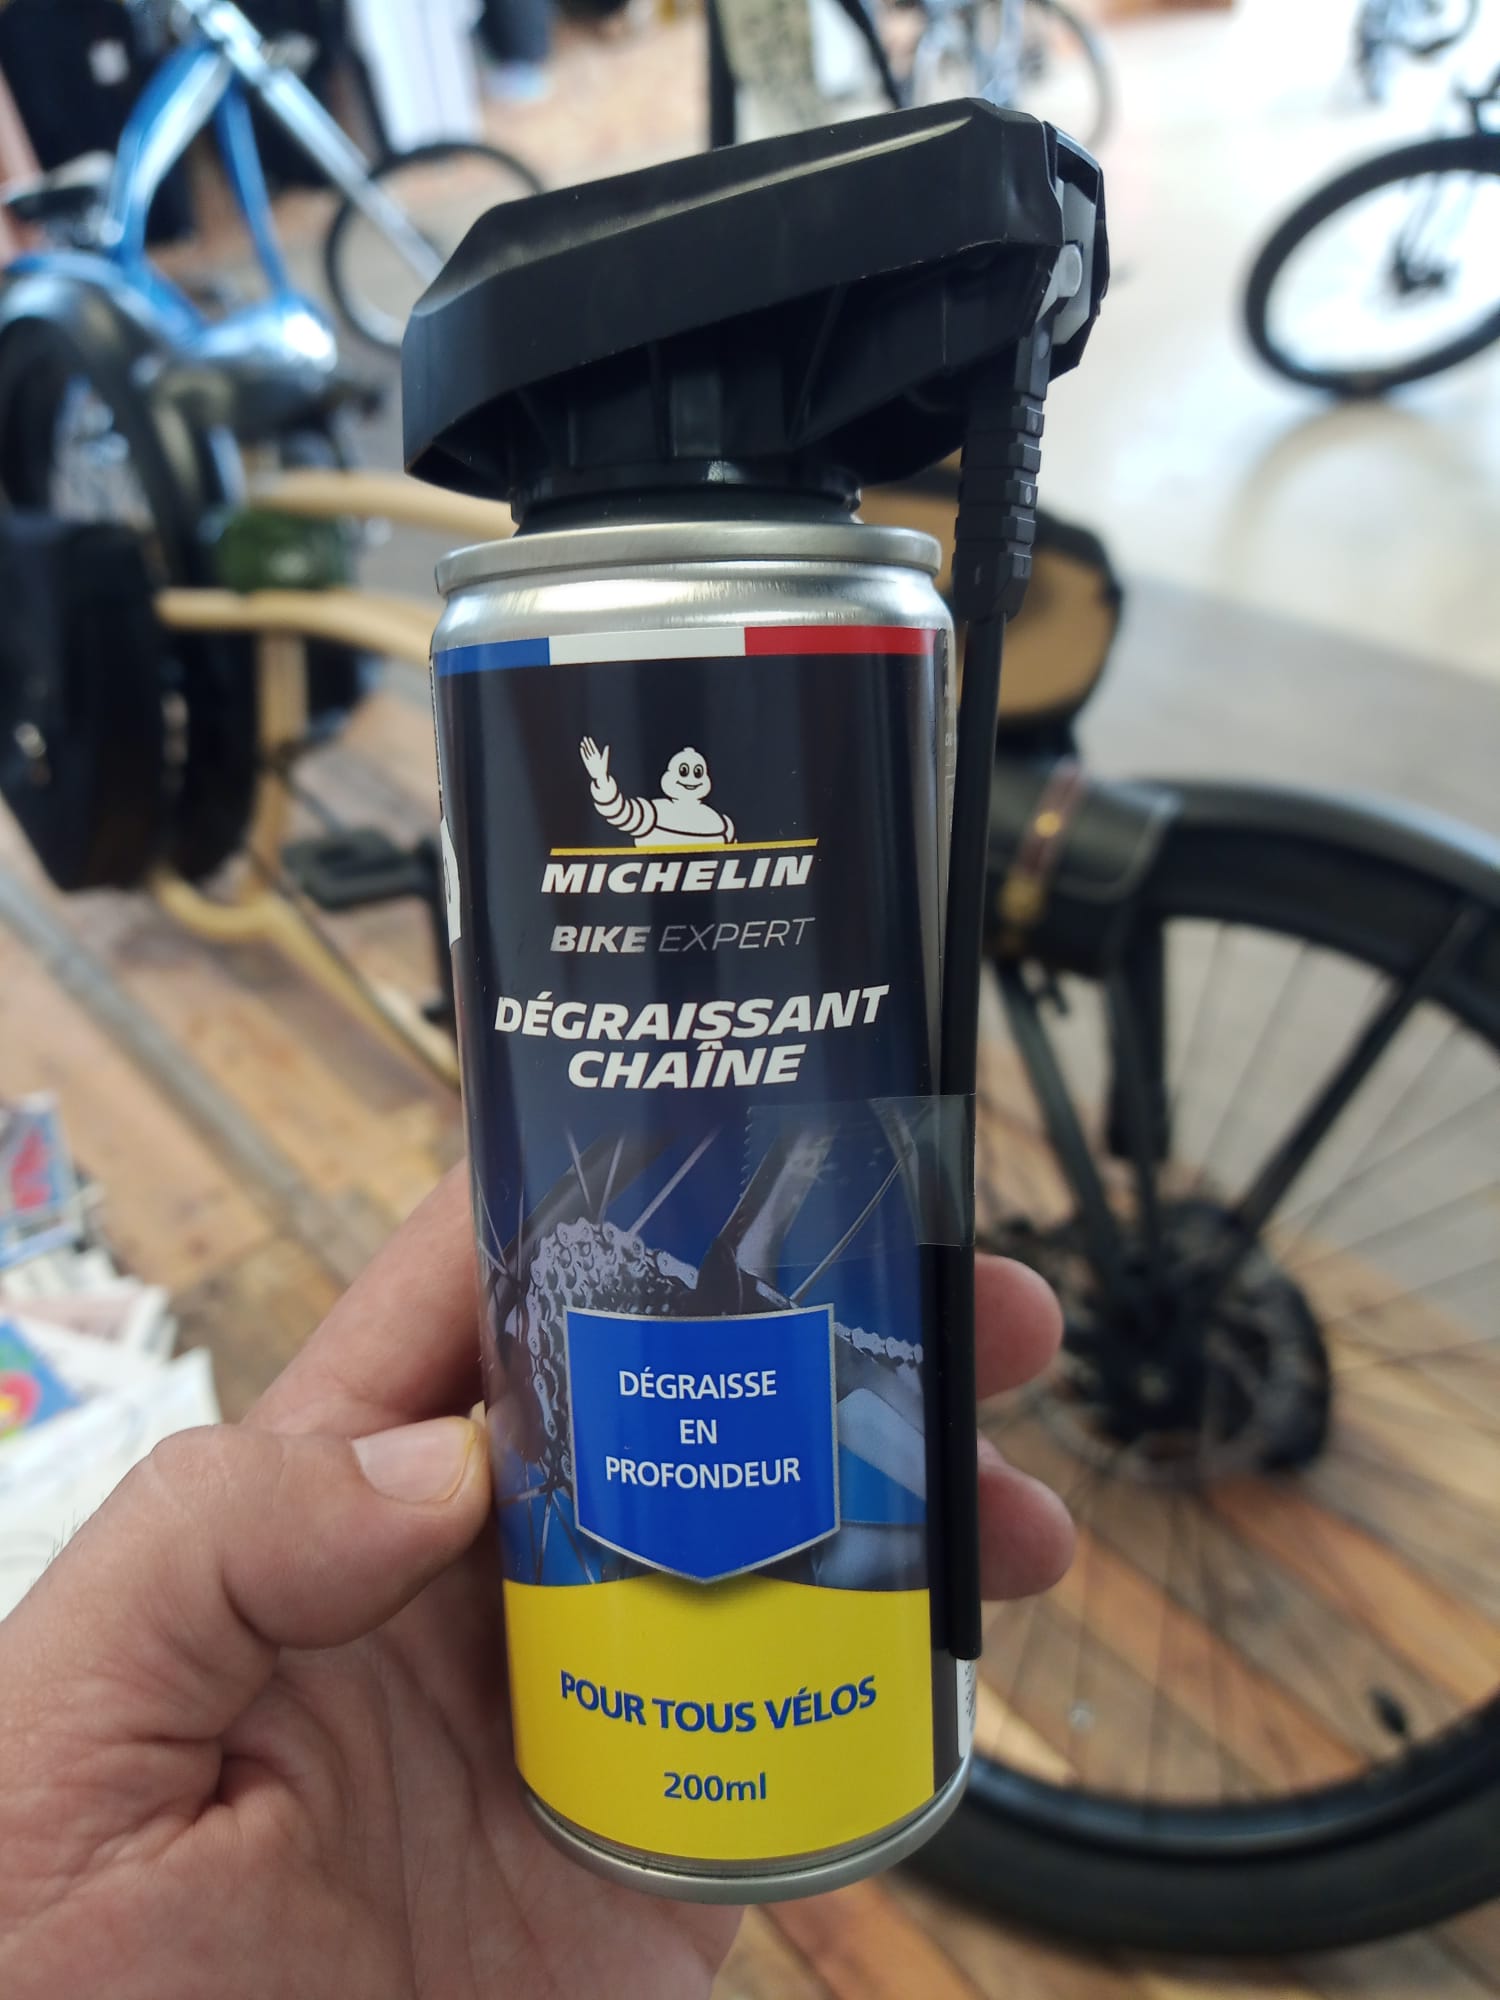 MICHELIN
BIKE EXPERT
DÉGRAISSANT
CHAÎNE
DÉGRAISSE
EN
PROFONDEUR
POUR TOUS VÉLOS
200ml